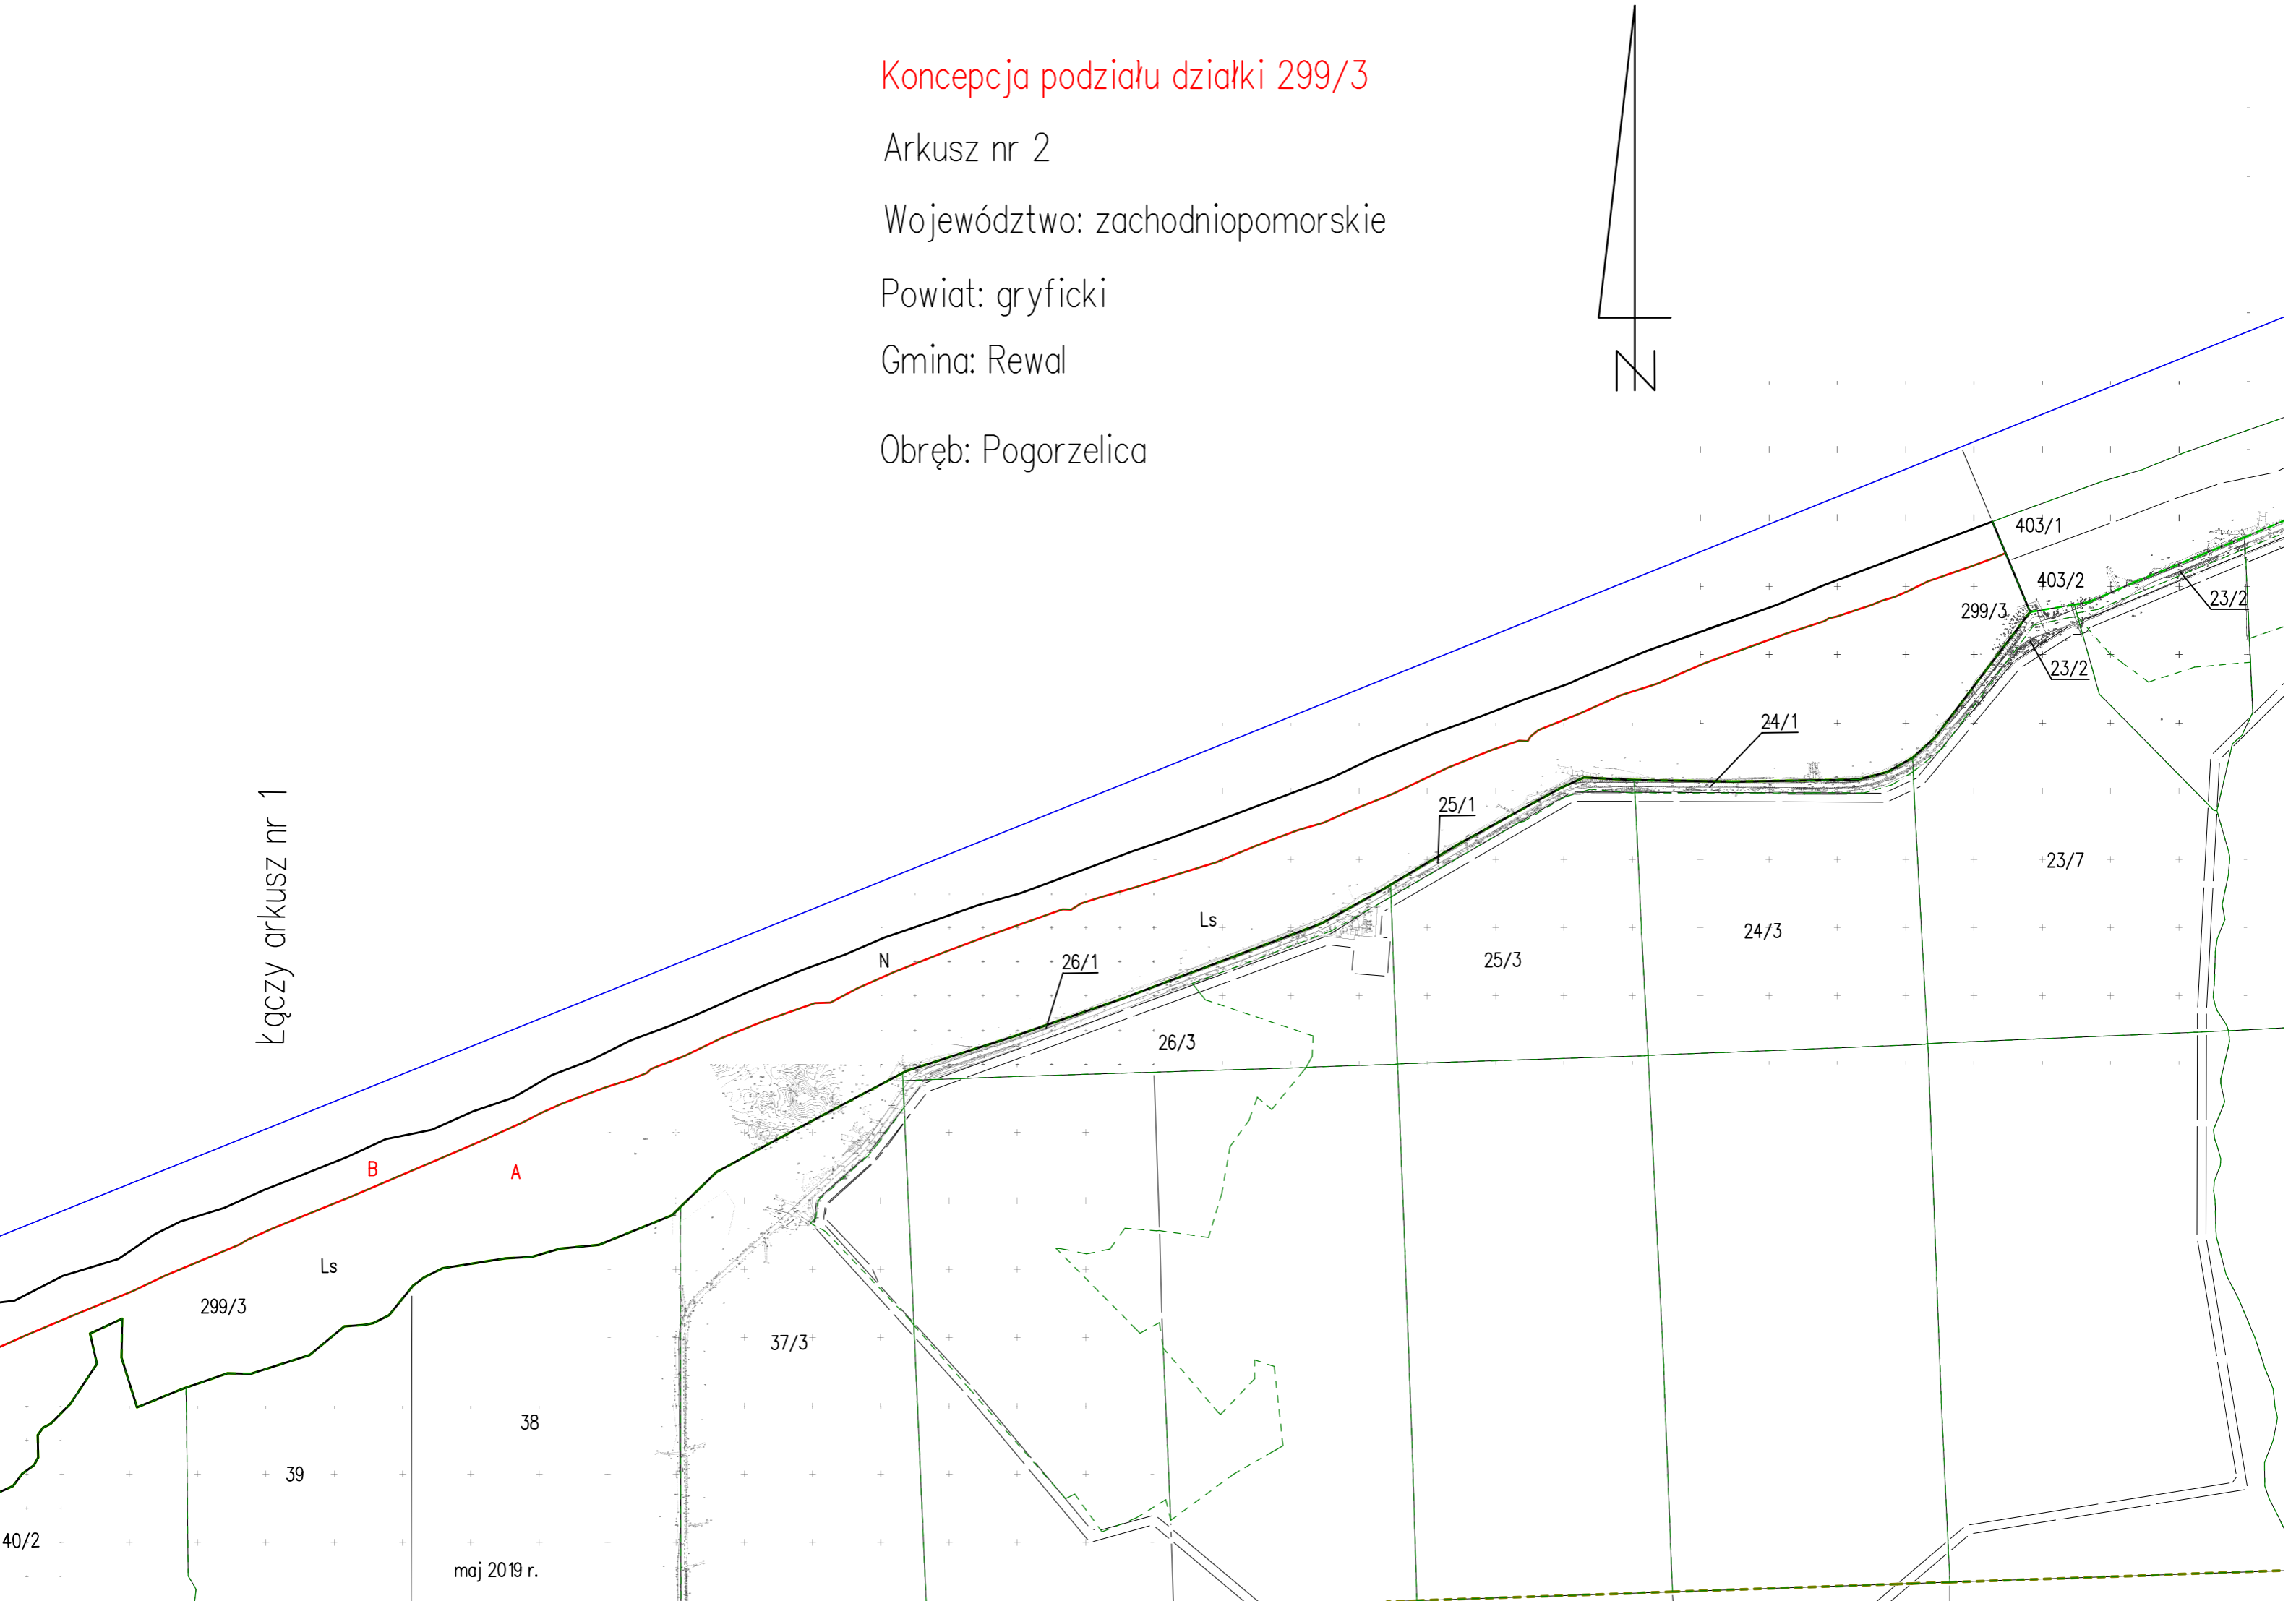 Koncepcja podziału działki 299/3
Arkusz nr 2
Województwo: zachodniopomorskie
Powiat: gryficki
Gmina: Rewal
Obręb: Pogorzelica
N
403/1
403/2
299/3
23/2
23/2
24/1
25/1
23/7
24/3
25/3
Ls
N
26/1
26/3
Łączy arkusz nr 1
B
A
Ls
299/3
37/3
38
39
40/2
maj 2019 r.